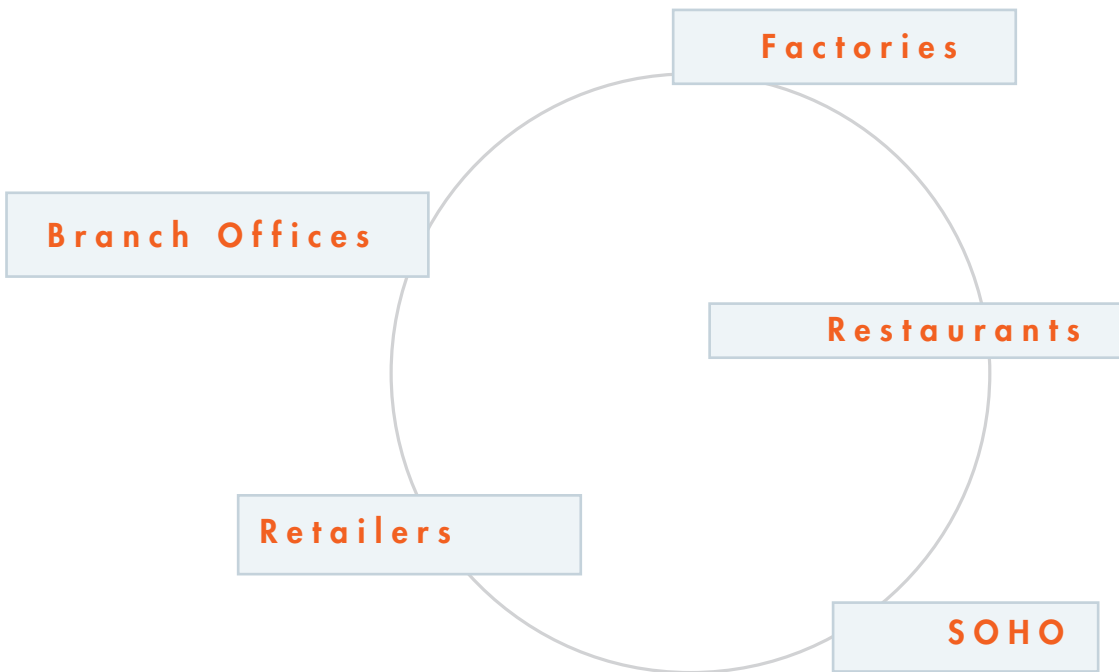 Factories
Branch Offices
Restaurants
Retailers
SOHO